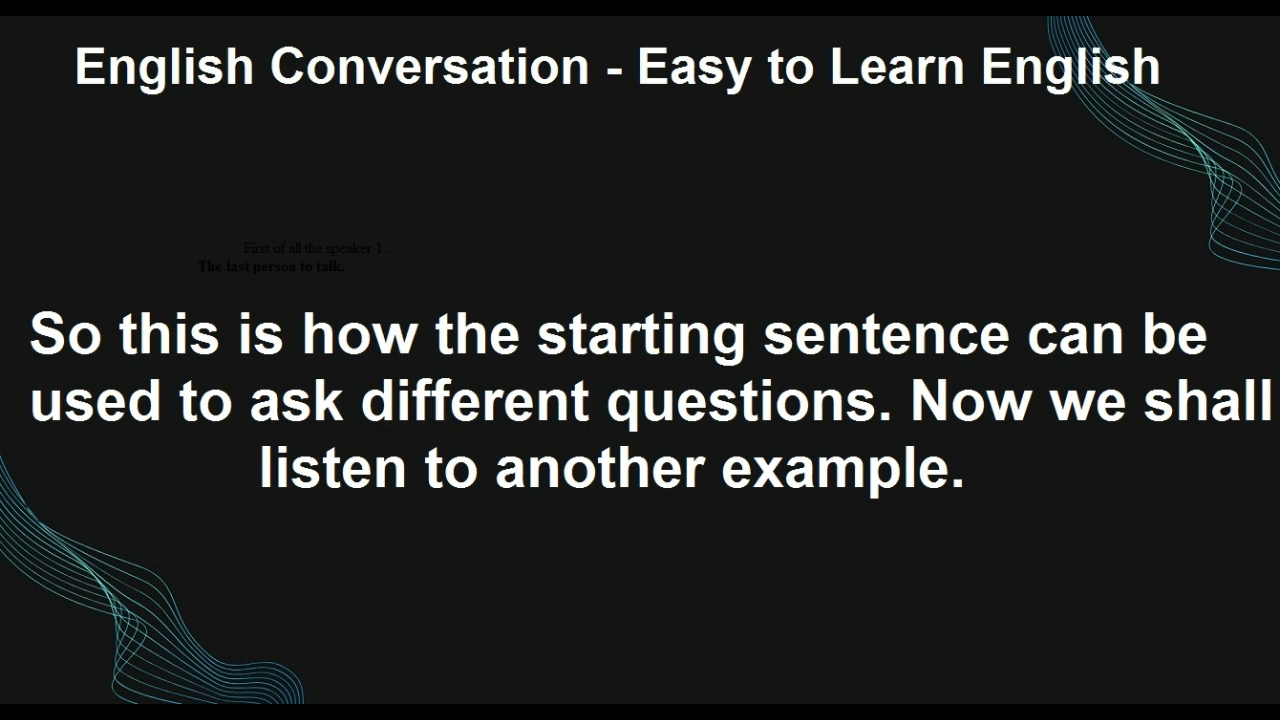 English Conversation - Easy to Learn English
First of all the speaker 1.
The last person to talk.
So this is how the starting sentence can be
used to ask different questions. Now we shall
listen to another example.